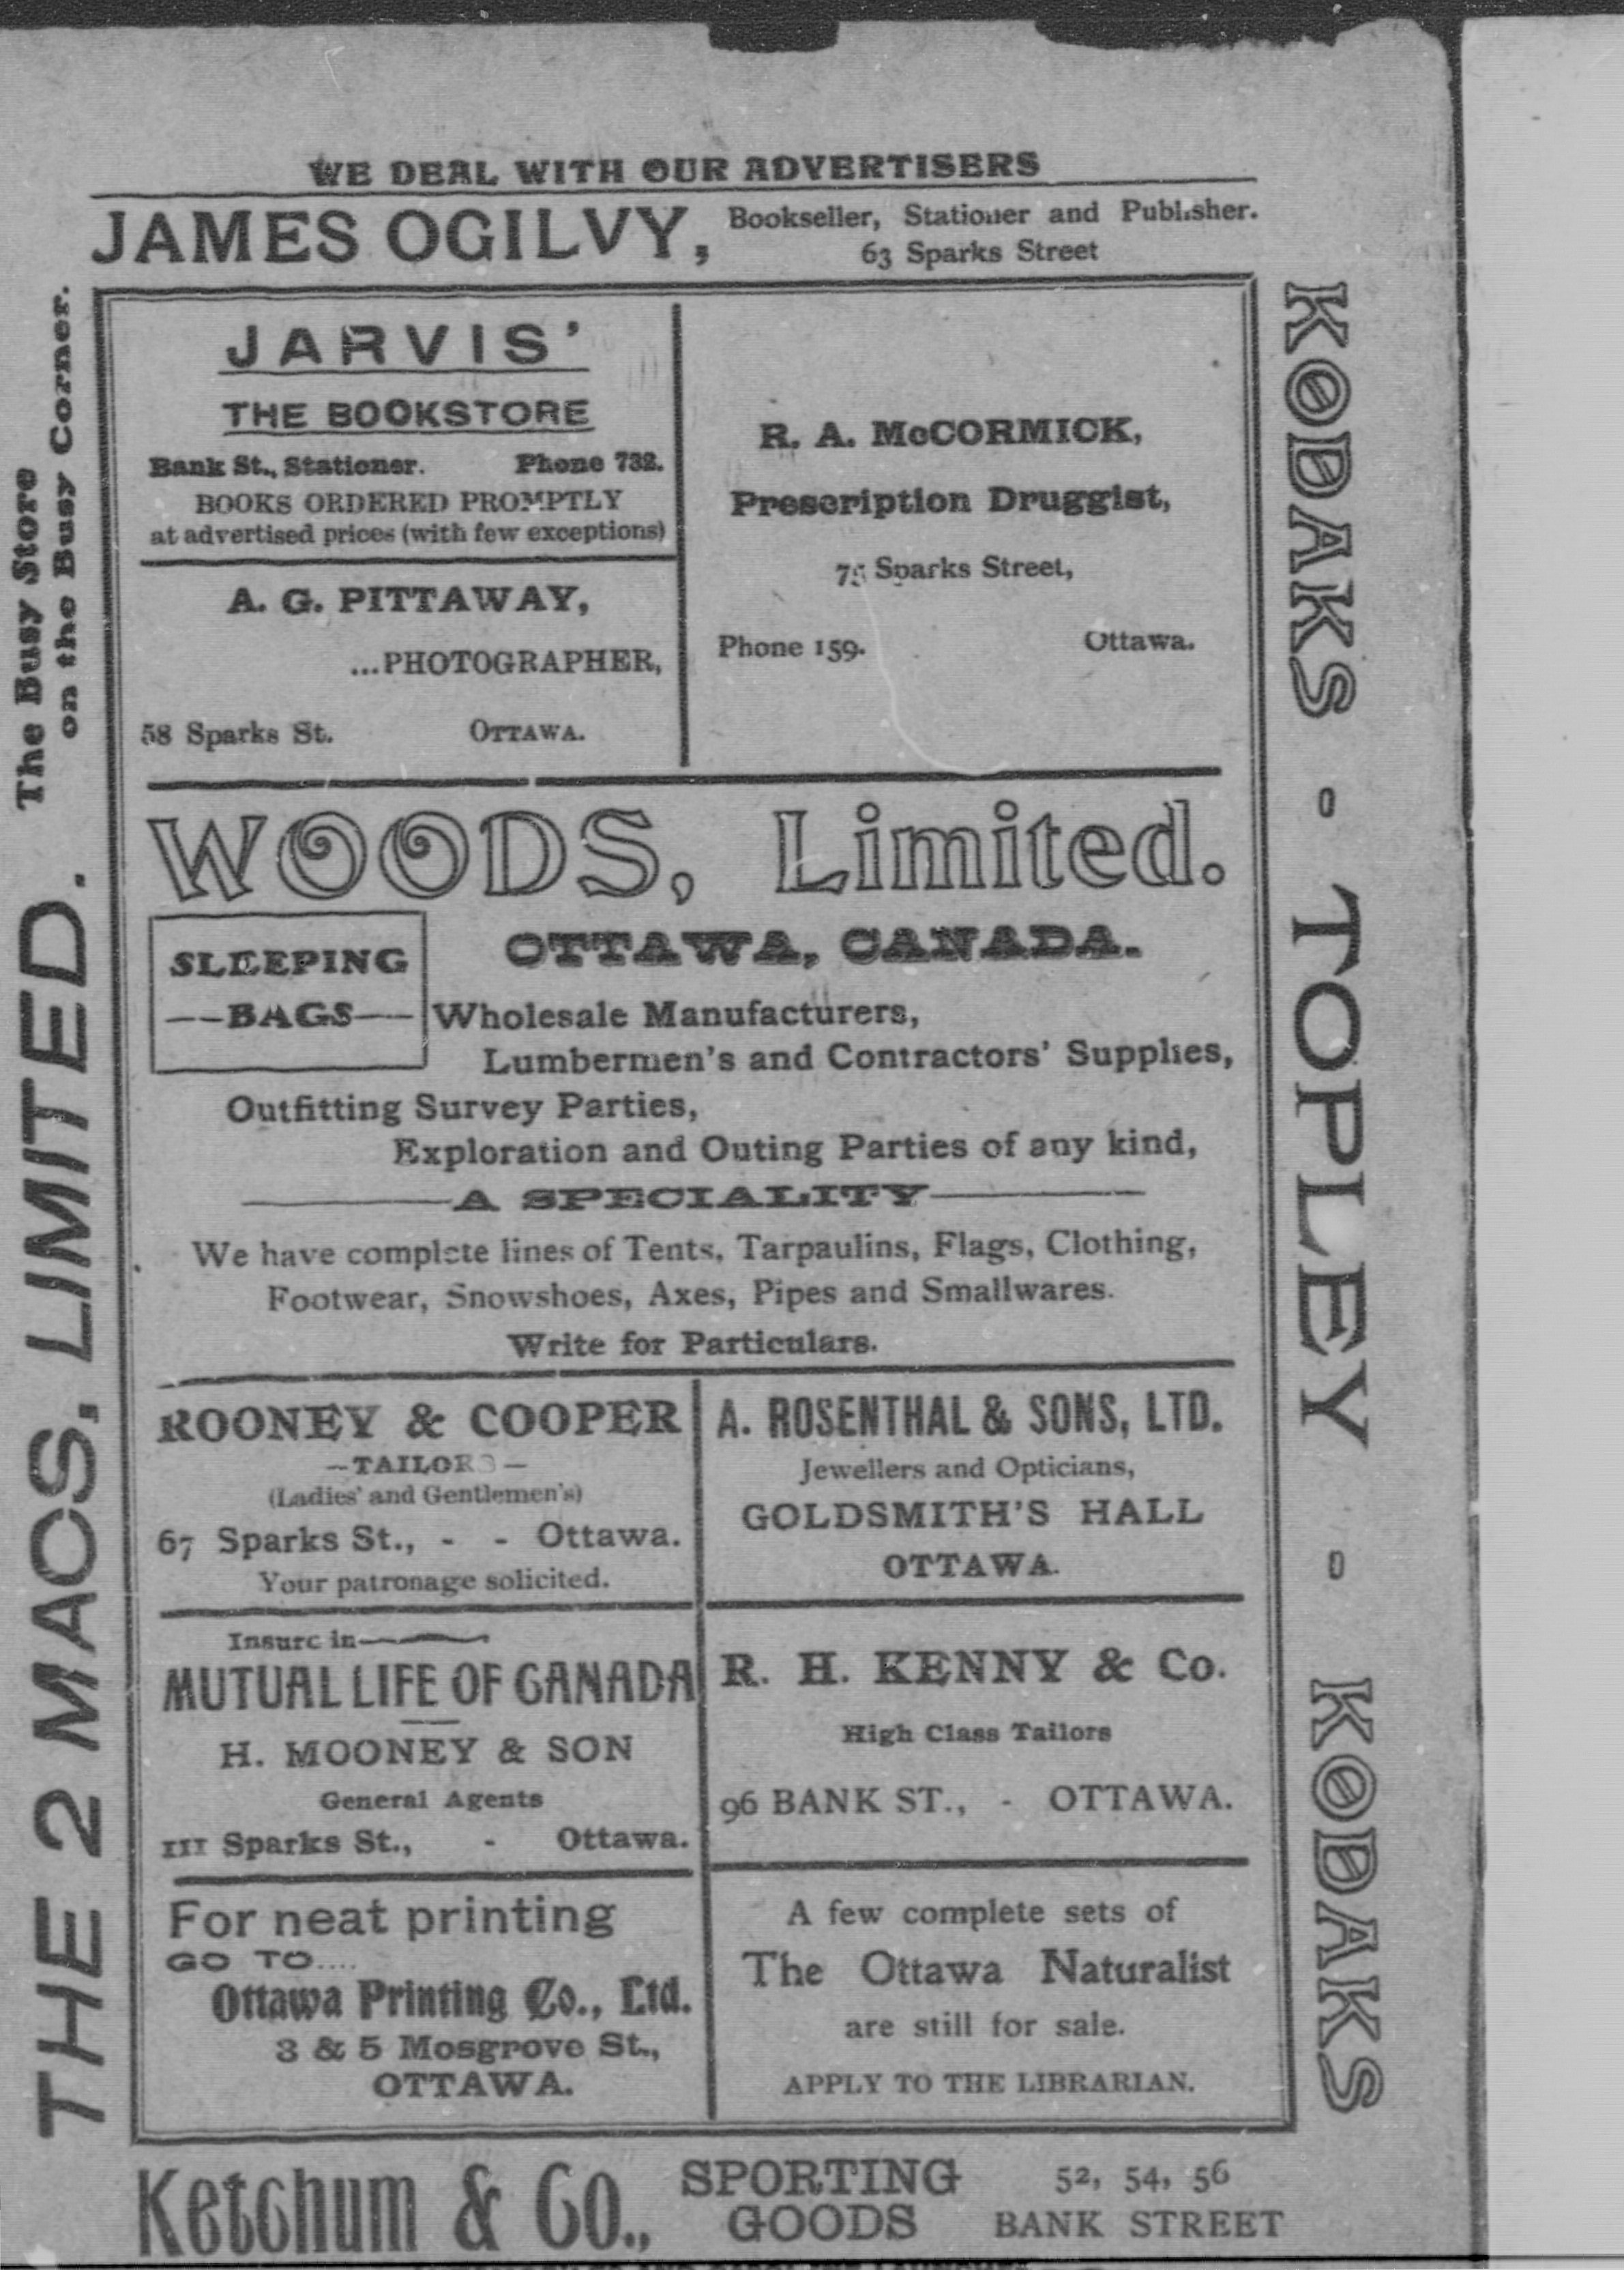 WE DEAL WITH OUR ADVERTISERS
JAMES OGILVY, Bookseller, Stationer and Publisher.
63 Sparks Street
The Busy Store
on the Busy Corner.
THE 2 MACS, LIMITED.
JARVIS'
THE BOOKSTORE
Bank St., Stationer. Phone 732.
BOOKS ORDERED PROMPTLY
at advertised prices (with few exceptions)
A. G. PITTAWAY,
...PHOTOGRAPHER,
58 Sparks St. OTTAWA.
R. A. McCORMICK,
Prescription Druggist,
75 Sparks Street,
Phone 159. Ottawa.
WOODS, Limited.
OTTAWA, CANADA.
SLEEPING
—BAGS—
Wholesale Manufacturers,
Lumbermen's and Contractors' Supplies,
Outfitting Survey Parties,
Exploration and Outing Parties of any kind,
A SPECIALITY
We have complete lines of Tents, Tarpaulins, Flags, Clothing,
Footwear, Snowshoes, Axes, Pipes and Smallwares.
Write for Particulars.
ROONEY & COOPER
—TAILORS—
(Ladies' and Gentlemen's)
67 Sparks St., - - Ottawa.
Your patronage solicited.
A. ROSENTHAL & SONS, LTD.
Jewellers and Opticians,
GOLDSMITH'S HALL
OTTAWA.
Insure in
MUTUAL LIFE OF CANADA
H. MOONEY & SON
General Agents
111 Sparks St., - Ottawa.
R. H. KENNY & Co.
High Class Tailors
96 BANK ST., - OTTAWA.
For neat printing
GO TO....
Ottawa Printing Co., Ltd.
3 & 5 Mosgrove St.,
OTTAWA.
A few complete sets of
The Ottawa Naturalist
are still for sale.
APPLY TO THE LIBRARIAN.
KODAKS - 0 - TOPLEY - 0 - KODAKS
Ketchum & Co., SPORTING GOODS 52, 54, 56 BANK STREET